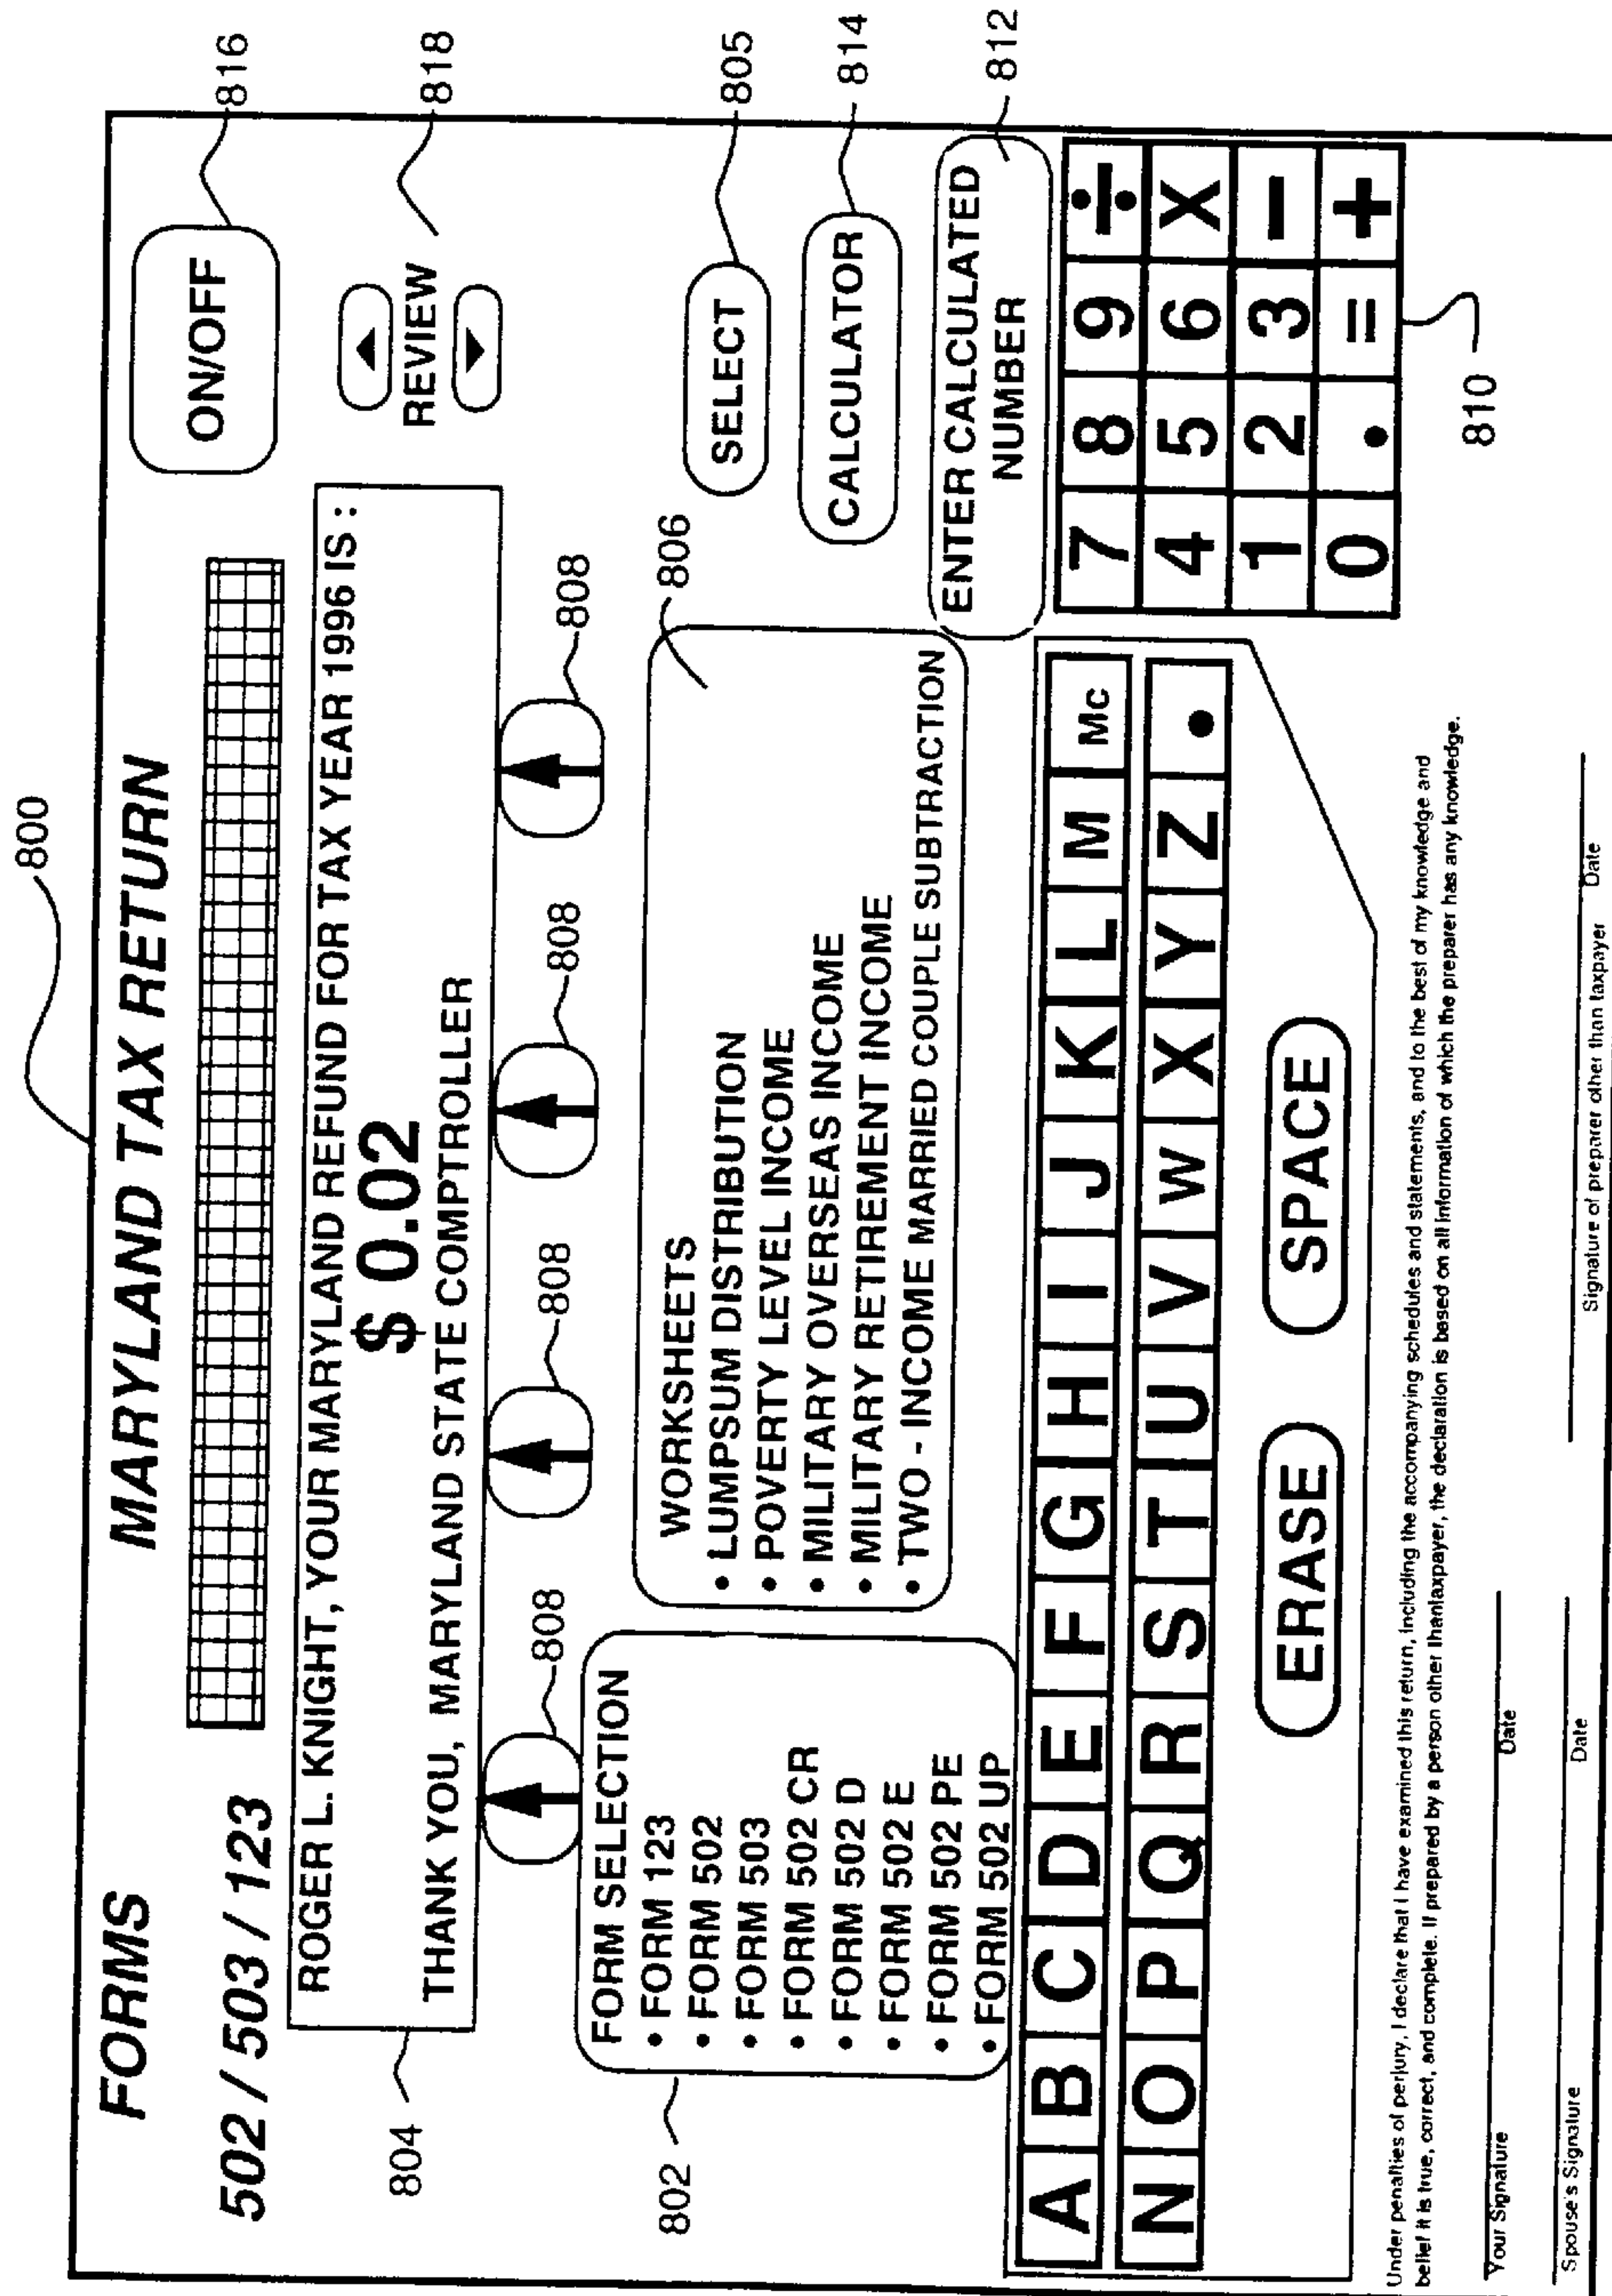 800
FORMS
MARYLAND TAX RETURN
502 / 503 / 123
ON/OFF
816
804
ROGER L. KNIGHT, YOUR MARYLAND REFUND FOR TAX YEAR 1996 IS :
$ 0.02
THANK YOU, MARYLAND STATE COMPTROLLER
REVIEW
818
808
808
808
808
802
FORM SELECTION
• FORM 123
• FORM 502
• FORM 503
• FORM 502 CR
• FORM 502 D
• FORM 502 E
• FORM 502 PE
• FORM 502 UP
806
WORKSHEETS
• LUMPSUM DISTRIBUTION
• POVERTY LEVEL INCOME
• MILITARY OVERSEAS INCOME
• MILITARY RETIREMENT INCOME
• TWO - INCOME MARRIED COUPLE SUBTRACTION
SELECT
805
CALCULATOR
814
ENTER CALCULATED
NUMBER
812
A B C D E F G H I J K L M Mc
N O P Q R S T U V W X Y Z .
ERASE SPACE
7 8 9 ÷
4 5 6 X
1 2 3 −
0 . = +
810
Under penalties of perjury, I declare that I have examined this return, including the accompanying schedules and statements, and to the best of my knowledge and
belief it is true, correct, and complete. If prepared by a person other thantaxpayer, the declaration is based on all information of which the preparer has any knowledge.
Your Signature Date
Spouse's Signature Date
Signature of preparer other than taxpayer Date